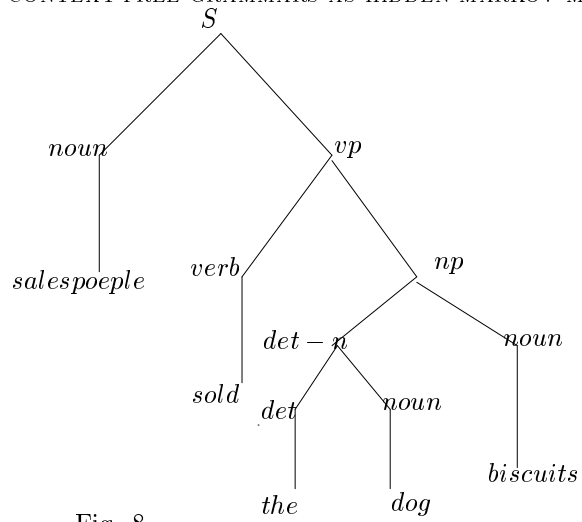 CONTEXT FREE GRAMMARS AS HIDDEN MARKOV M
S
noun vp
salespoeple verb np
det − n noun
sold det noun
the dog biscuits
Fig. 8